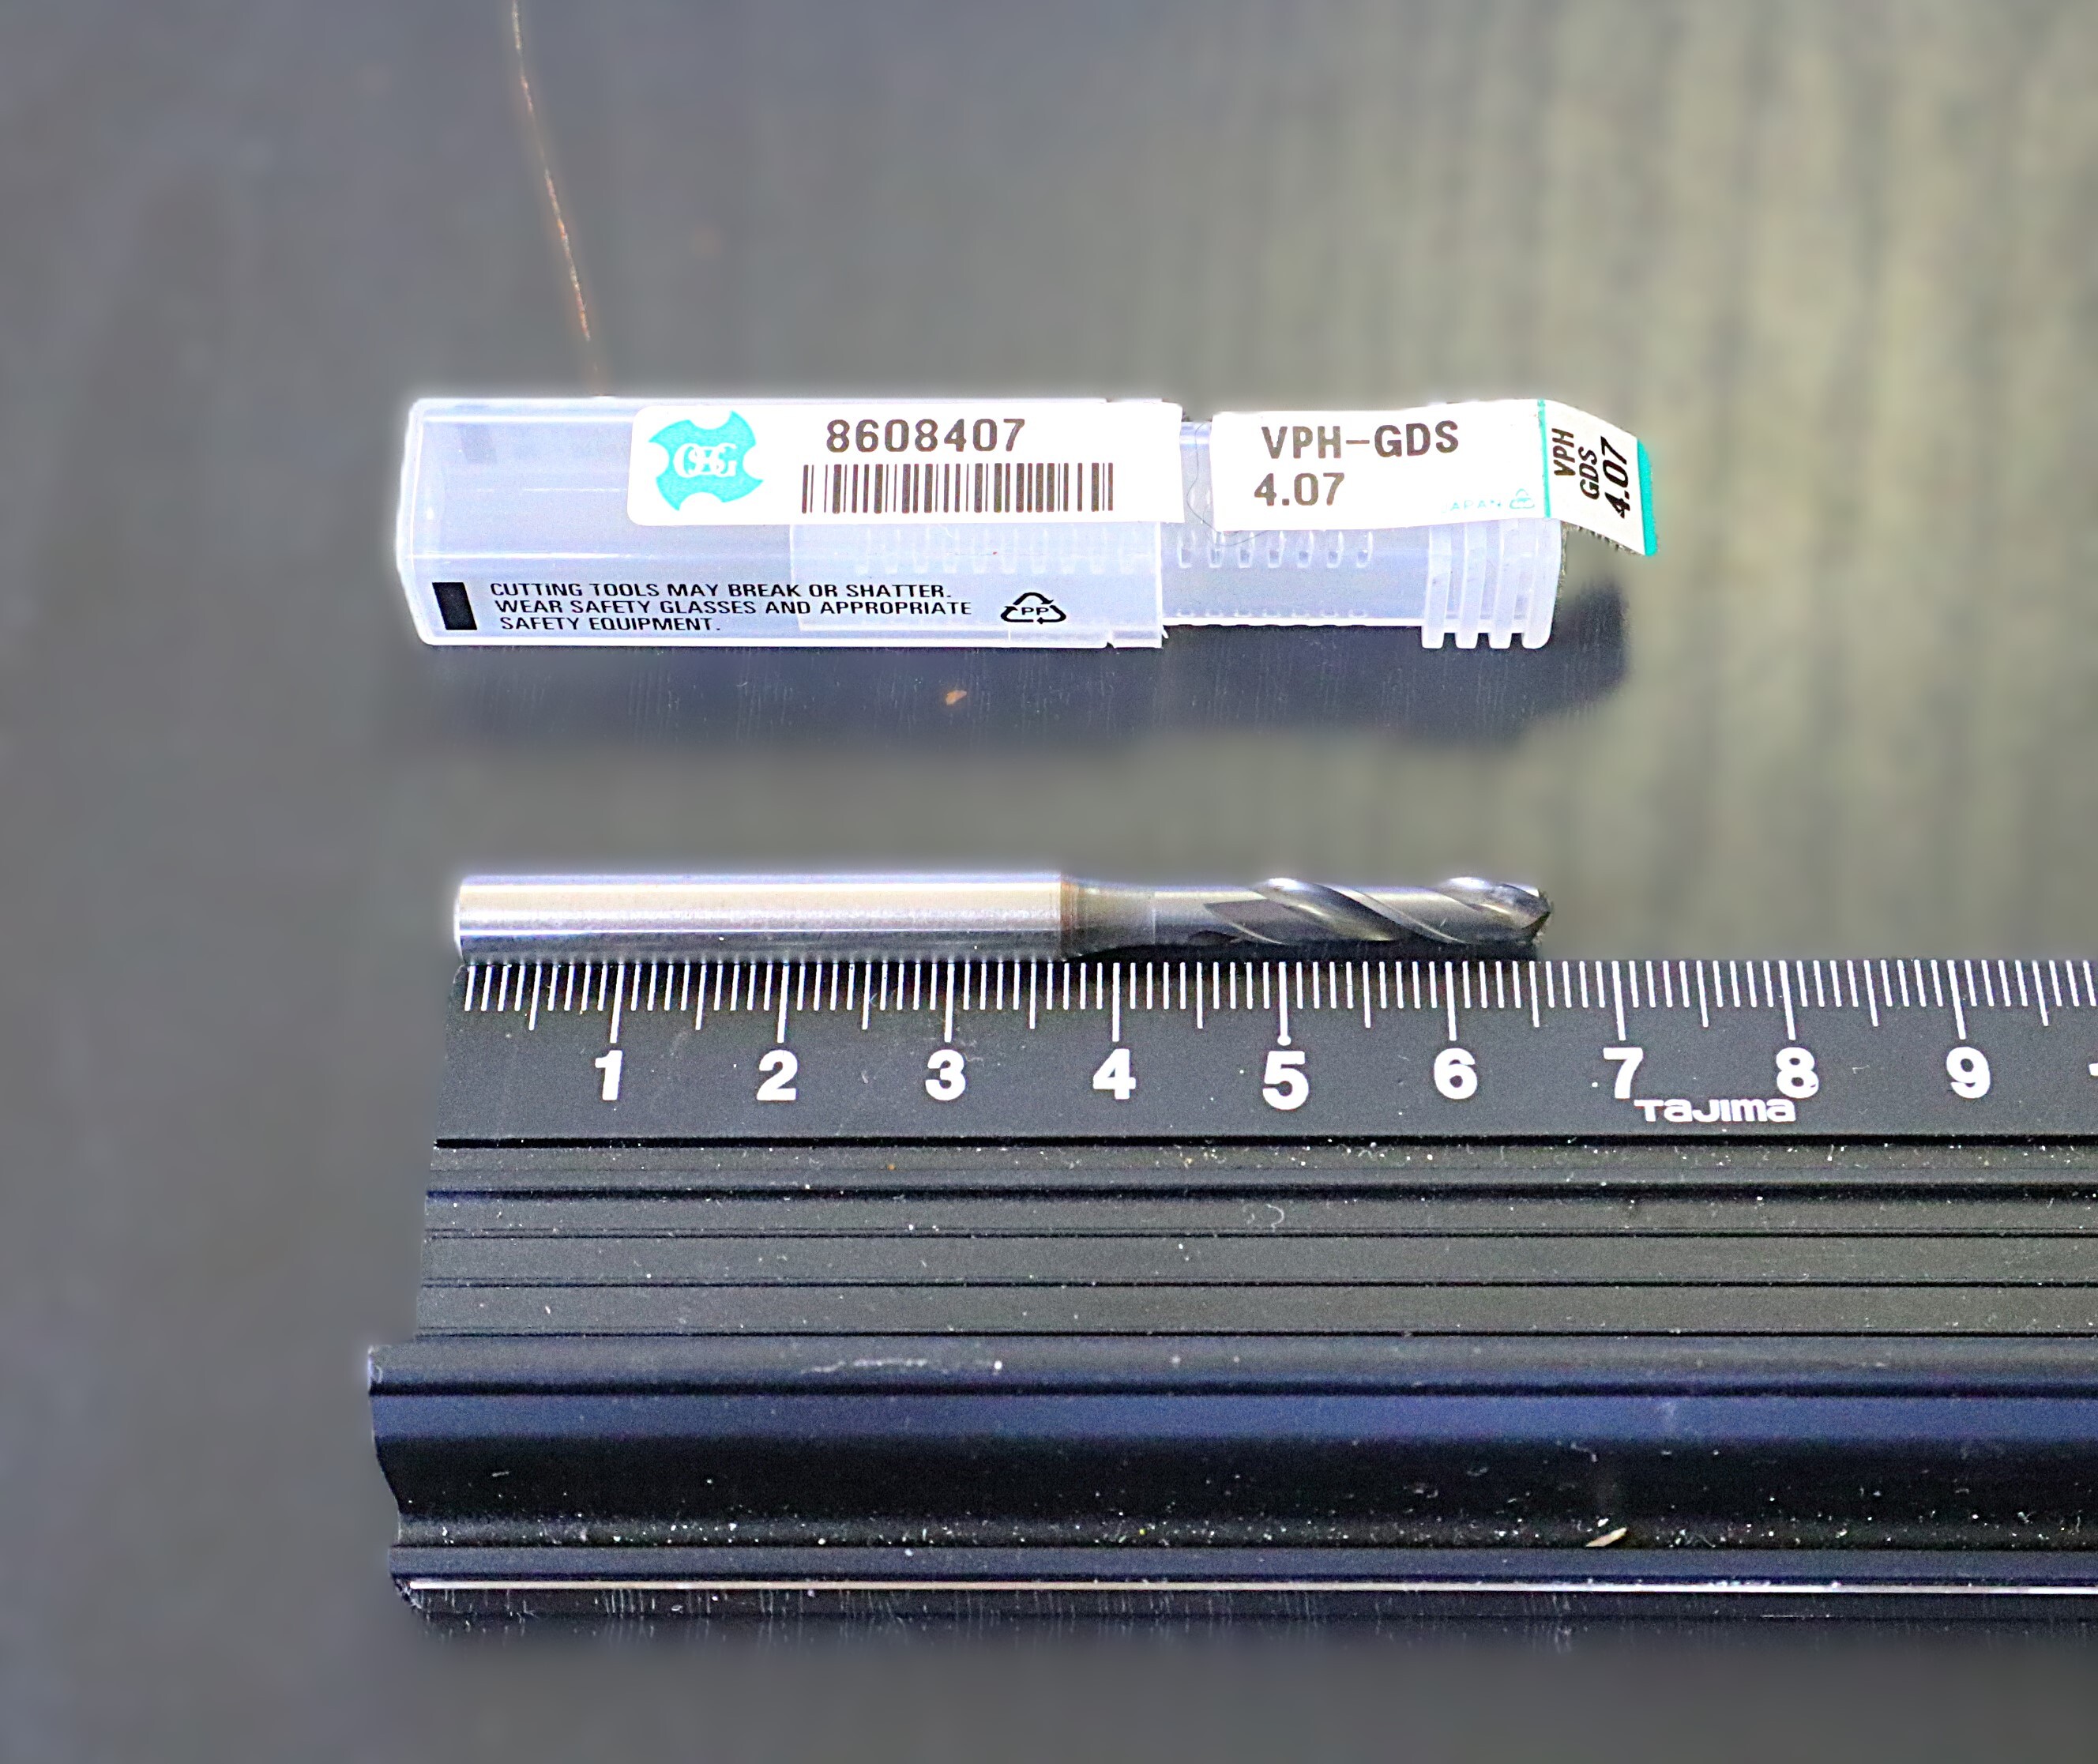 OSG
8608407
VPH-GDS
4.07
JAPAN
VPH
GDS
4.07
CUTTING TOOLS MAY BREAK OR SHATTER.
WEAR SAFETY GLASSES AND APPROPRIATE
SAFETY EQUIPMENT.
PP
1 2 3 4 5 6 7 8 9
TaJIma